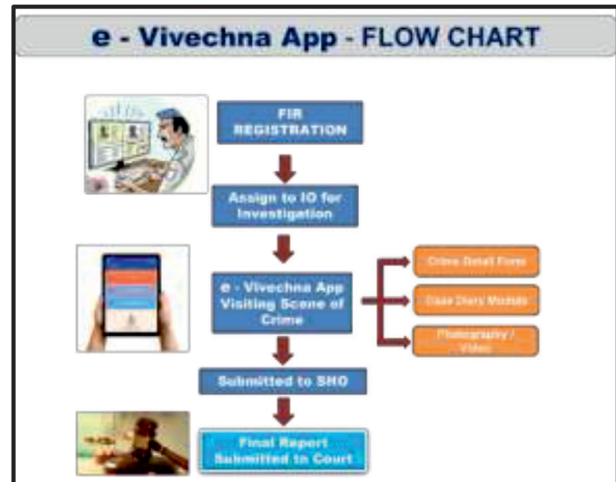 e - Vivechna App - FLOW CHART
FIR
REGISTRATION
Assign to IO for
Investigation
e - Vivechna App
Visiting Scene of
Crime
Crime Detail Form
Case Diary Module
Photography /
Video
Submitted to SHO
Final Report
Submitted to Court